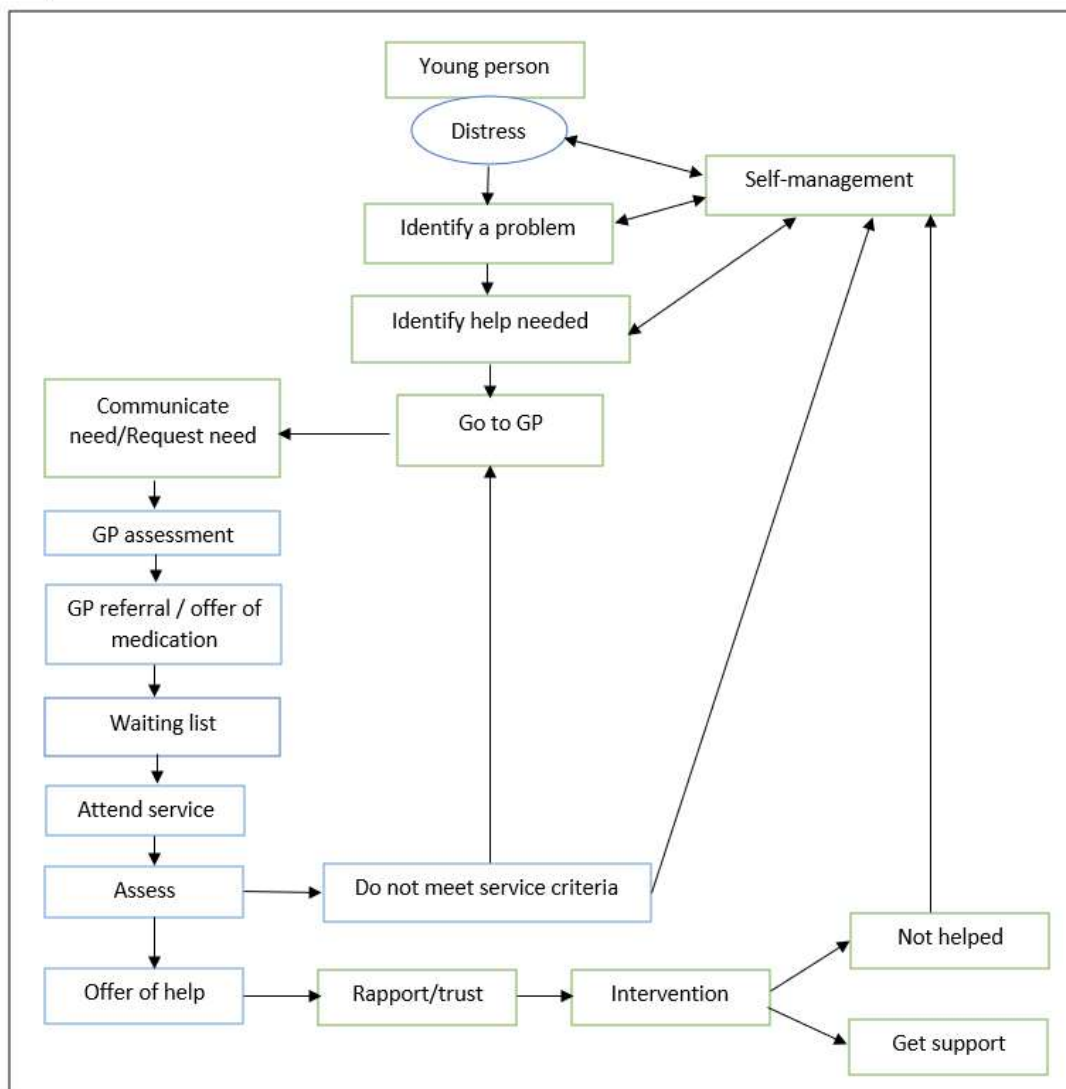 Young person
Distress
Self-management
Identify a problem
Identify help needed
Communicate
need/Request need
Go to GP
GP assessment
GP referral / offer of
medication
Waiting list
Attend service
Assess
Do not meet service criteria
Not helped
Offer of help
Rapport/trust
Intervention
Get support